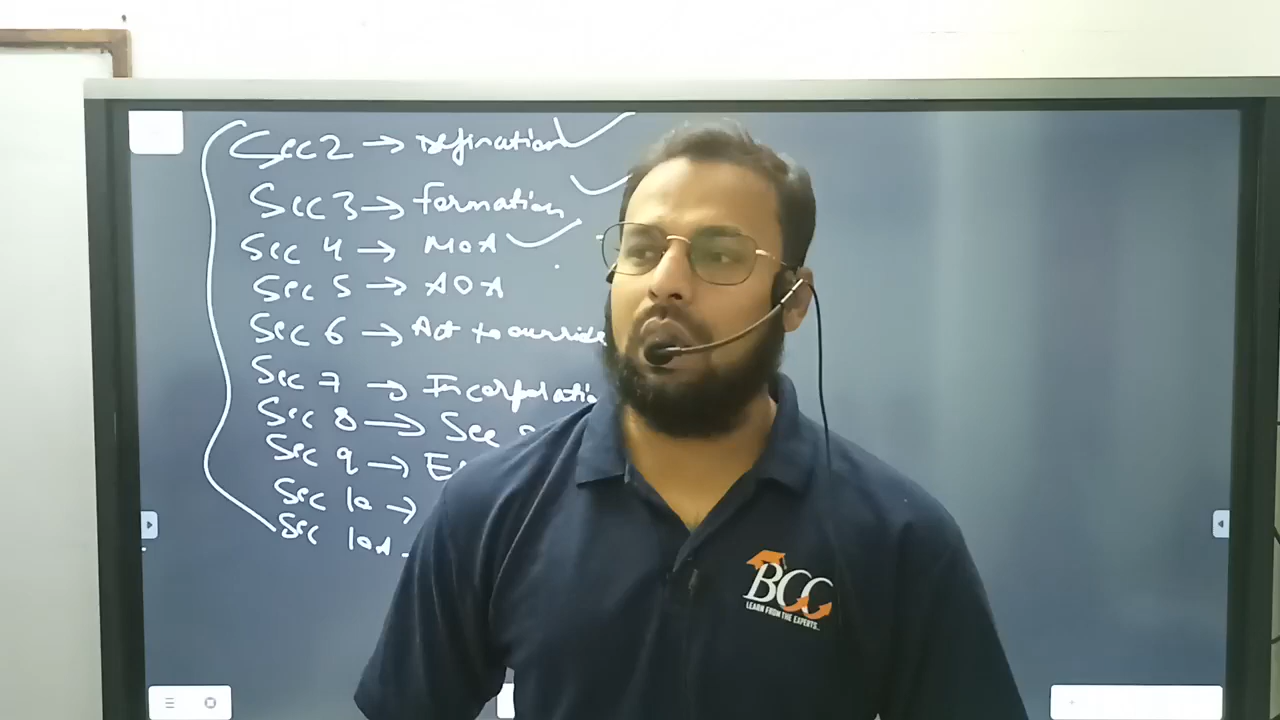 Sec 2 → Defination
Sec 3 → Formation
Sec 4 → MOA
Sec 5 → AOA
Sec 6 → Act to override
Sec 7 → Incorporatio
Sec 8 → Sec
Sec 9 →
Sec 10 →
Sec 10A
BCC
LEARN FROM THE EXPERTS